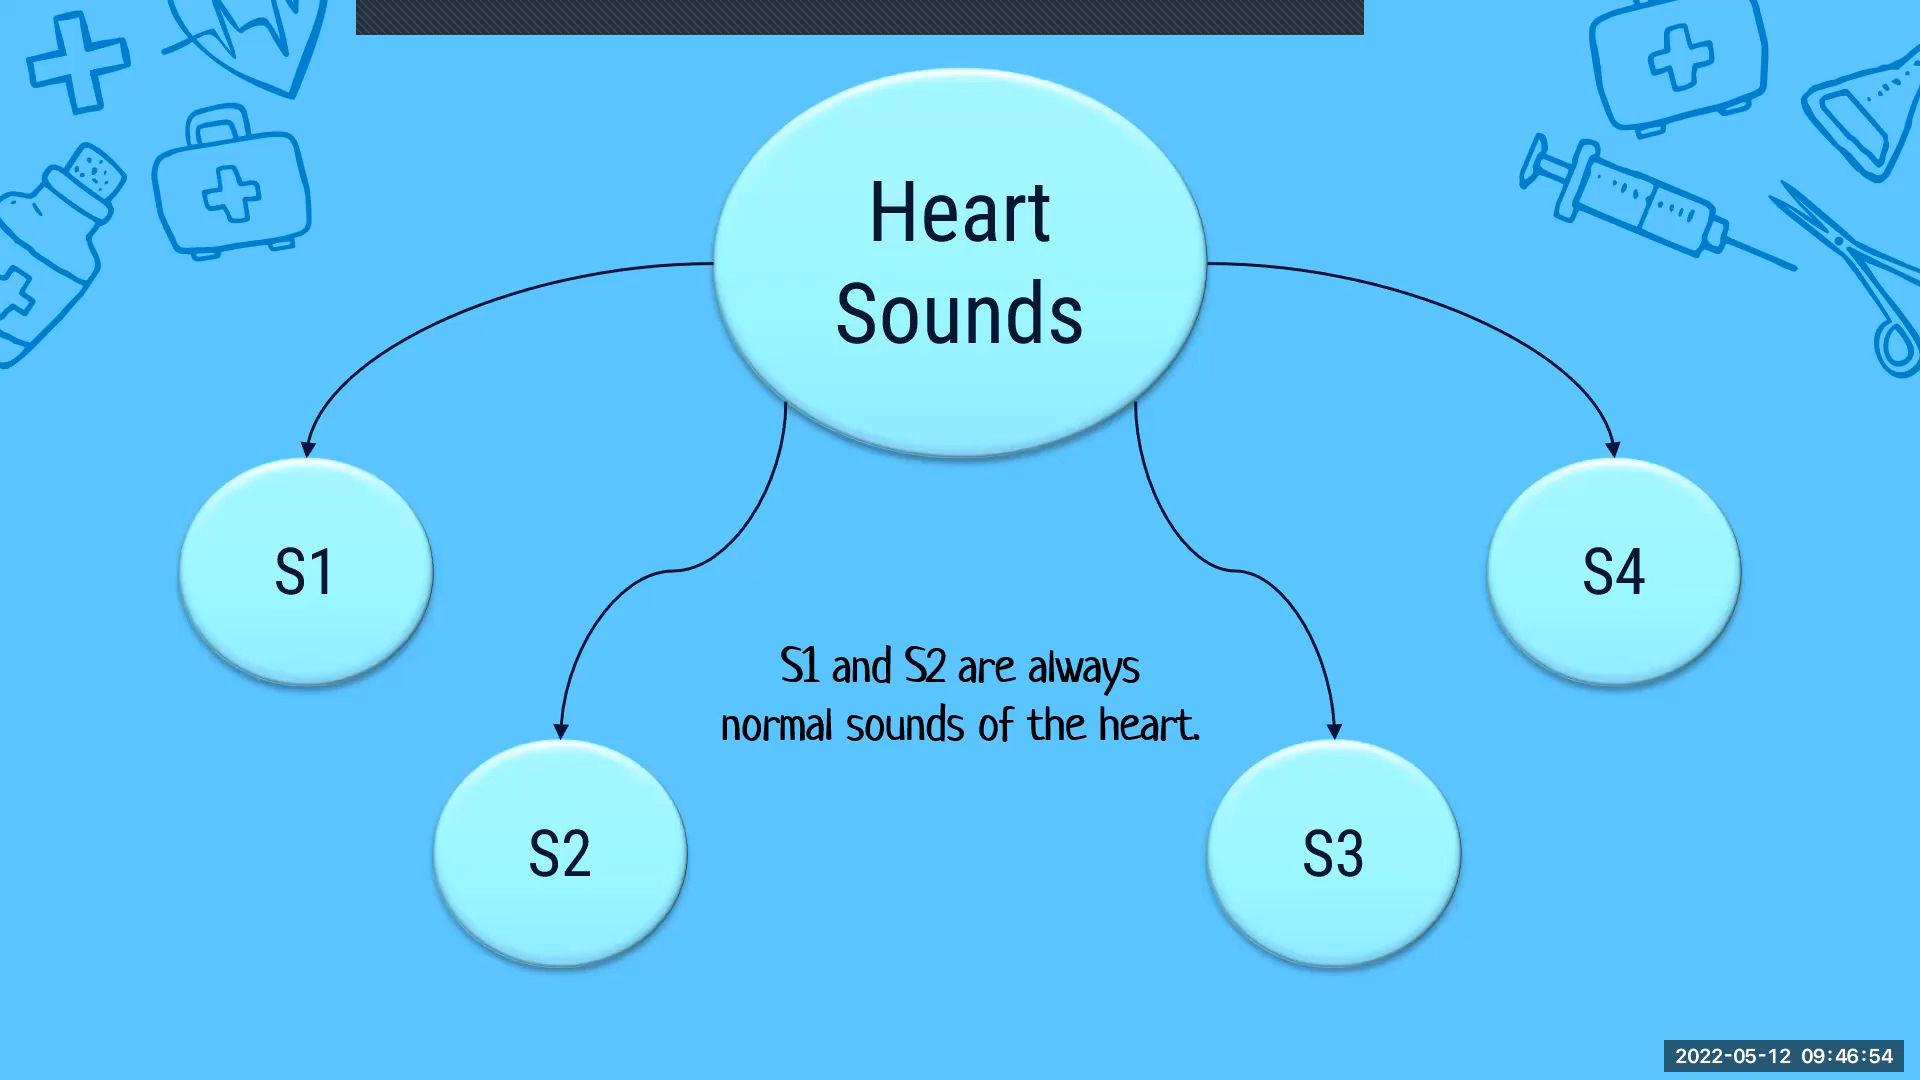 Heart
Sounds
S1
S4
S1 and S2 are always
normal sounds of the heart.
S2
S3
2022-05-12 09:46:54